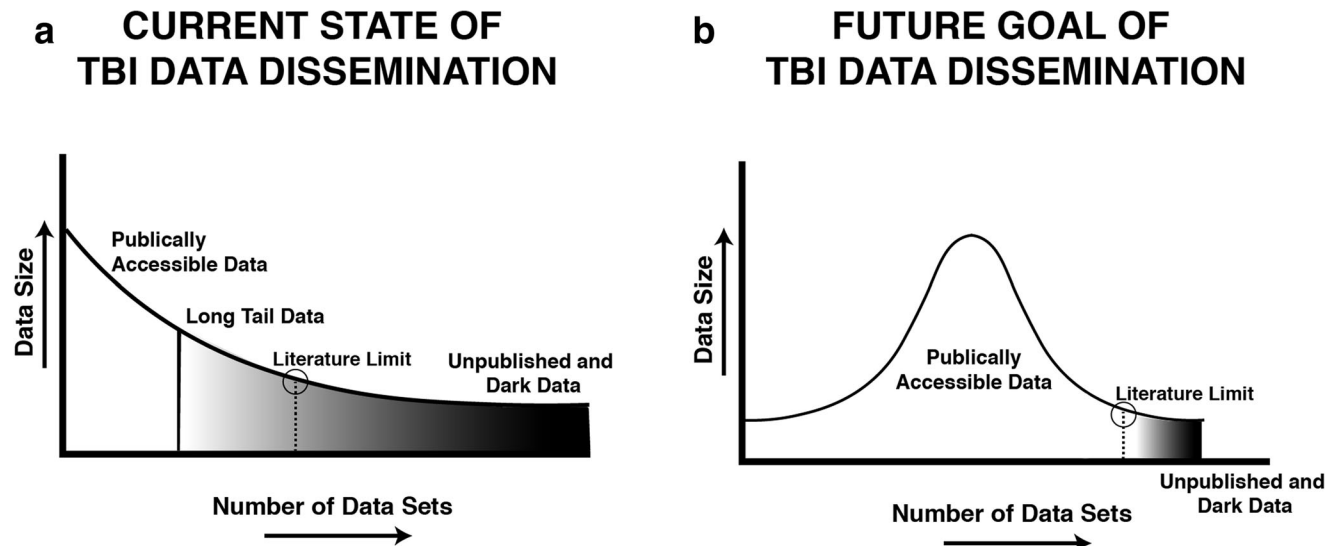 a
CURRENT STATE OF
TBI DATA DISSEMINATION
Data Size
Publically
Accessible Data
Long Tail Data
Literature Limit
Unpublished and
Dark Data
Number of Data Sets
b
FUTURE GOAL OF
TBI DATA DISSEMINATION
Data Size
Publically
Accessible Data
Literature Limit
Unpublished and
Dark Data
Number of Data Sets